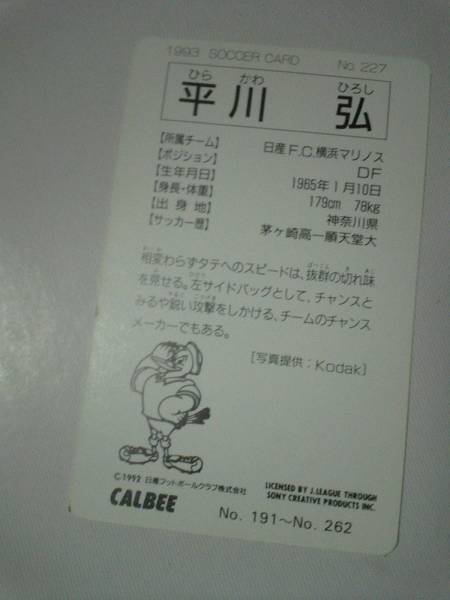 1993 SOCCER CARD No. 227
ひら かわ ひろし
平川 弘
【所属チーム】 日産F.C.横浜マリノス
【ポジション】 DF
【生年月日】 1965年1月10日
【身長・体重】 179cm 78kg
【出身地】 神奈川県
【サッカー歴】 茅ヶ崎高―順天堂大
相変わらずタテへのスピードは、抜群の切れ味
を見せる。左サイドバッグとして、チャンスと
みるや鋭い攻撃をしかける、チームのチャンス
メーカーでもある。
[写真提供：Kodak]
C.1992 日産フットボールクラブ株式会社
CALBEE
LICENSED BY J.LEAGUE THROUGH
SONY CREATIVE PRODUCTS INC.
No. 191〜No. 262